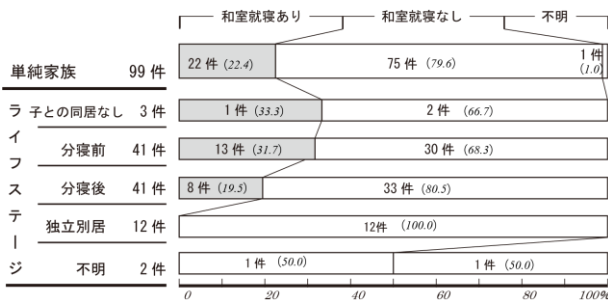 和室就寝あり 和室就寝なし 不明
単純家族 99 件 22 件 (22.4) 75 件 (79.6) 1 件 (1.0)
ライフステージ
子との同居なし 3 件 1 件 (33.3) 2 件 (66.7)
分寝前 41 件 13 件 (31.7) 30 件 (68.3)
分寝後 41 件 8 件 (19.5) 33 件 (80.5)
独立別居 12 件 12件 (100.0)
不明 2 件 1 件 (50.0) 1 件 (50.0)
0 20 40 60 80 100%